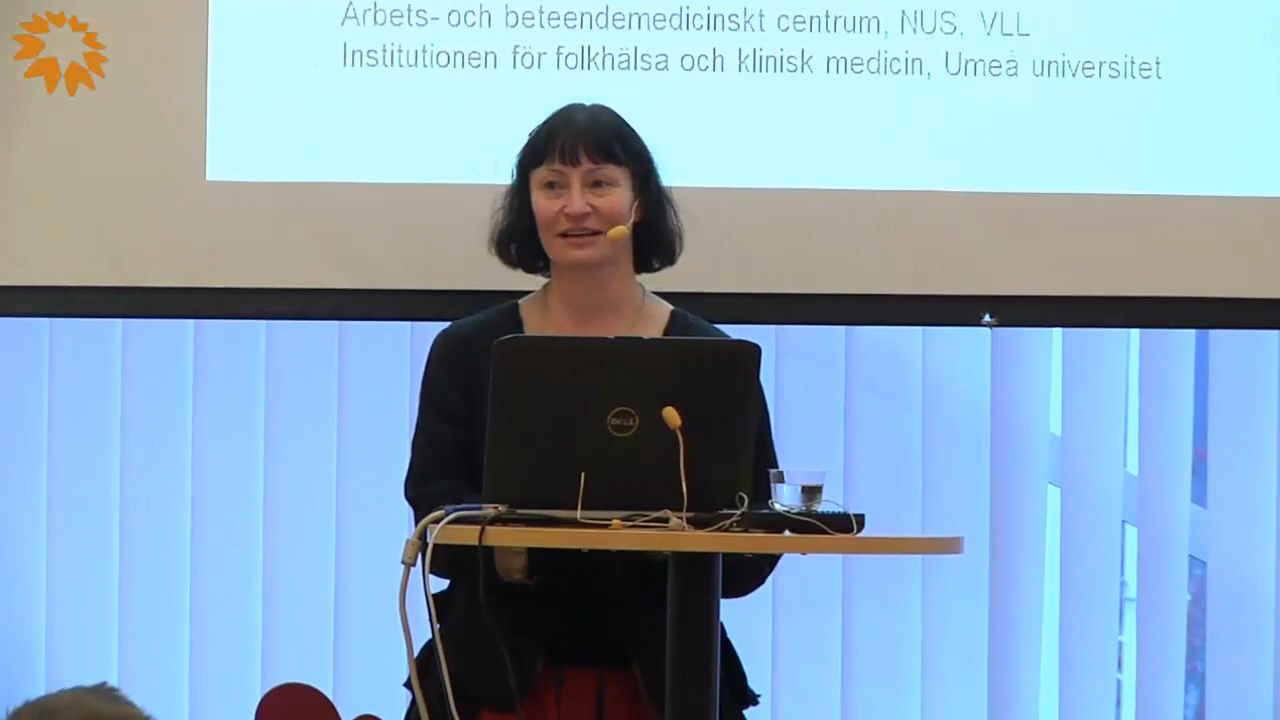 Arbets- och beteendemedicinskt centrum, NUS, VLL
Institutionen för folkhälsa och klinisk medicin, Umeå universitet
DELL